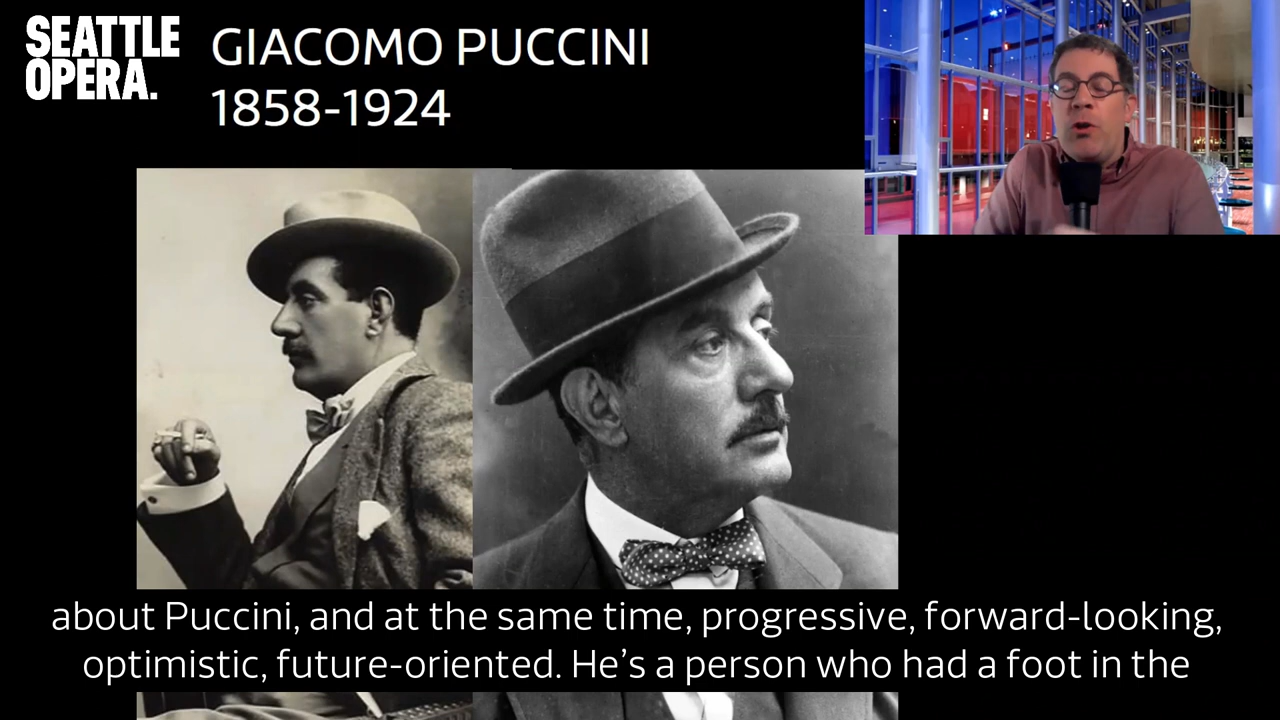 SEATTLE
OPERA.
GIACOMO PUCCINI
1858-1924
about Puccini, and at the same time, progressive, forward-looking,
optimistic, future-oriented. He’s a person who had a foot in the